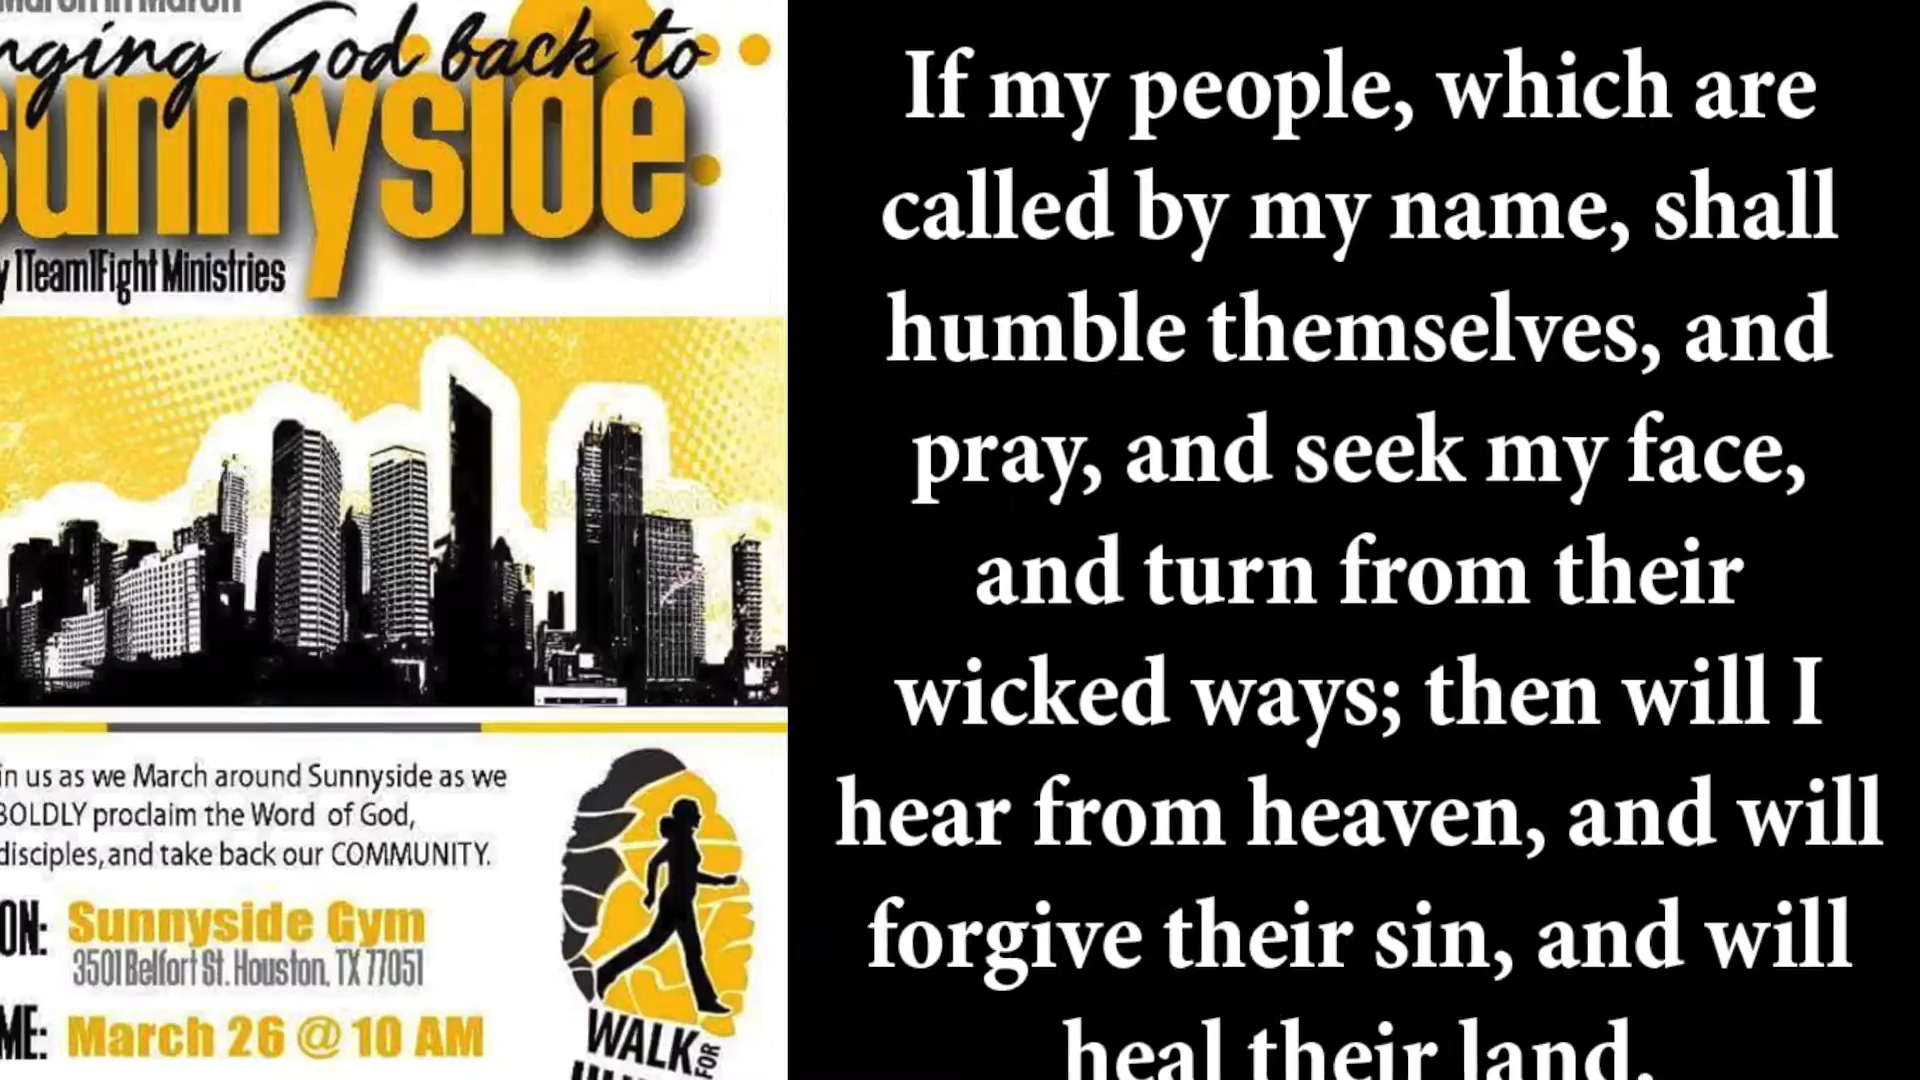 March in March
nging God back to
sunnyside
y 1Team1Fight Ministries
in us as we March around Sunnyside as we
BOLDLY proclaim the Word of God,
disciples, and take back our COMMUNITY.
ON: Sunnyside Gym
3501 Belfort St. Houston, TX 77051
ME: March 26 @ 10 AM
WALK FOR
If my people, which are
called by my name, shall
humble themselves, and
pray, and seek my face,
and turn from their
wicked ways; then will I
hear from heaven, and will
forgive their sin, and will
heal their land.